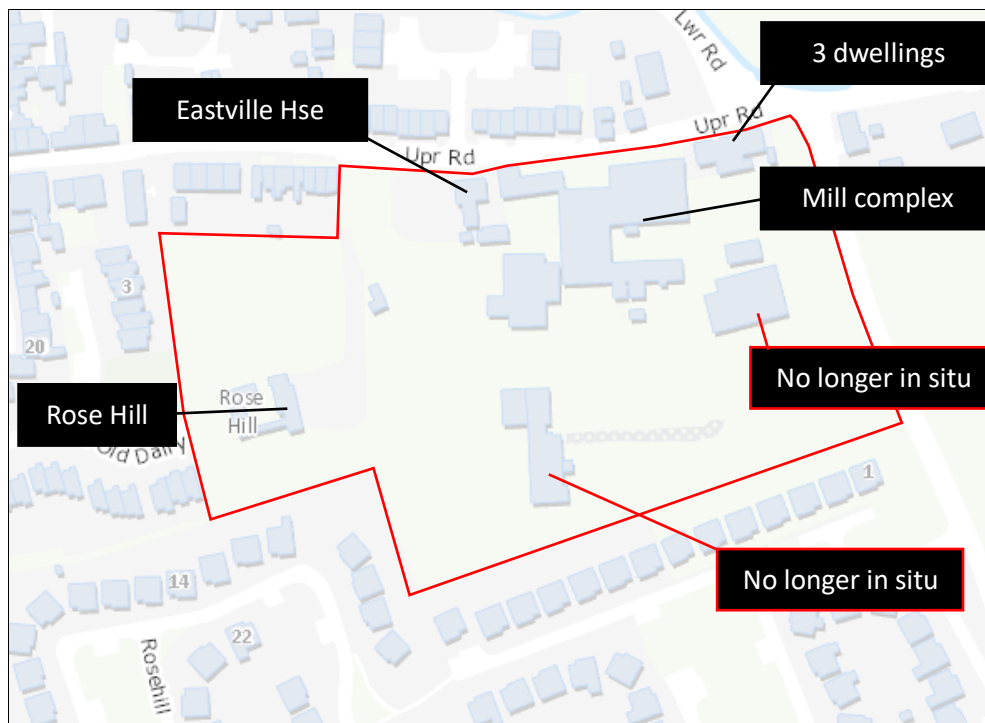 Lwr Rd
3 dwellings
Eastville Hse
Upr Rd
Upr Rd
Mill complex
3
20
No longer in situ
Rose Hill
Rose
Hill
Old Dairy
1
No longer in situ
14
22
Rosehill